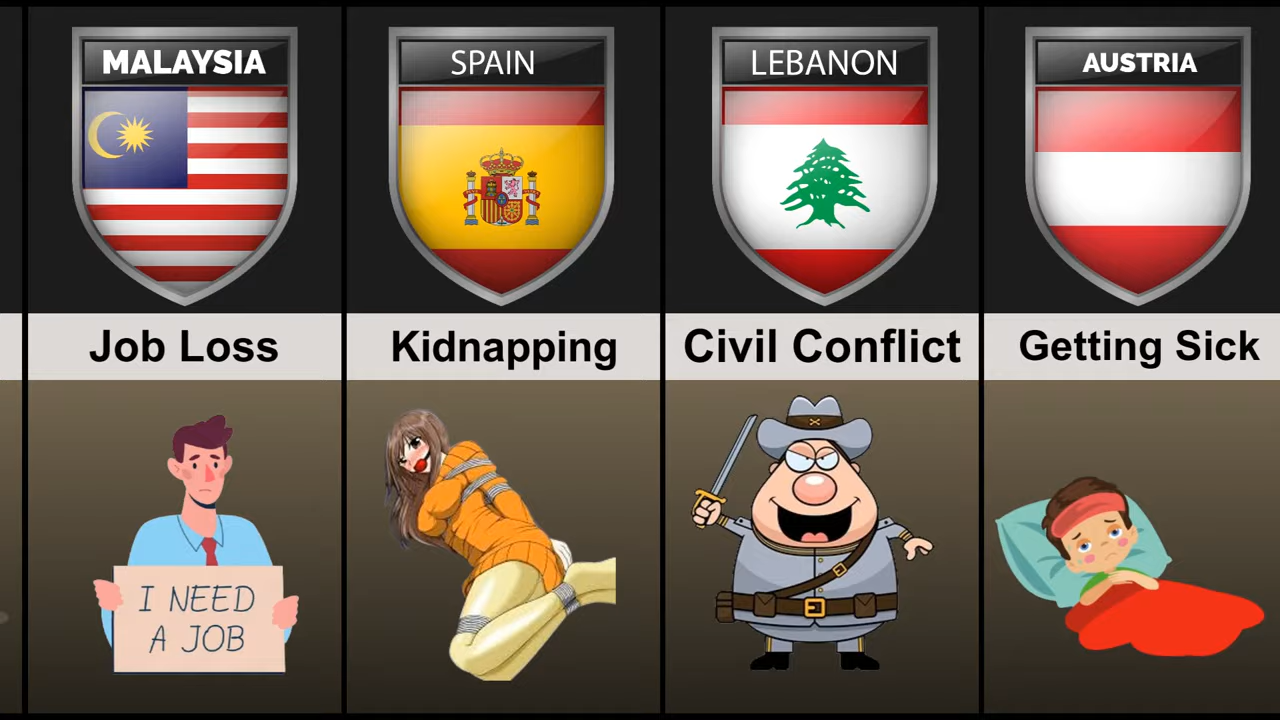 MALAYSIA
SPAIN
LEBANON
AUSTRIA
Job Loss
Kidnapping
Civil Conflict
Getting Sick
I NEED
A JOB